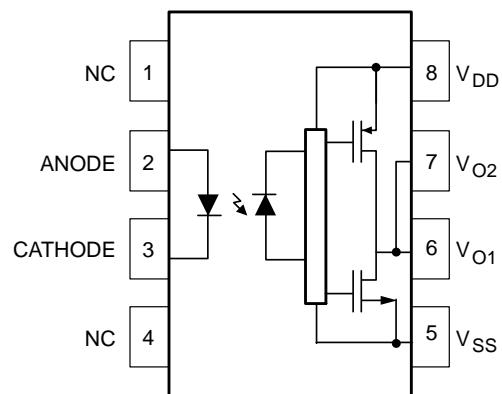 NC 1
ANODE 2
CATHODE 3
NC 4
8 VDD
7 VO2
6 VO1
5 VSS